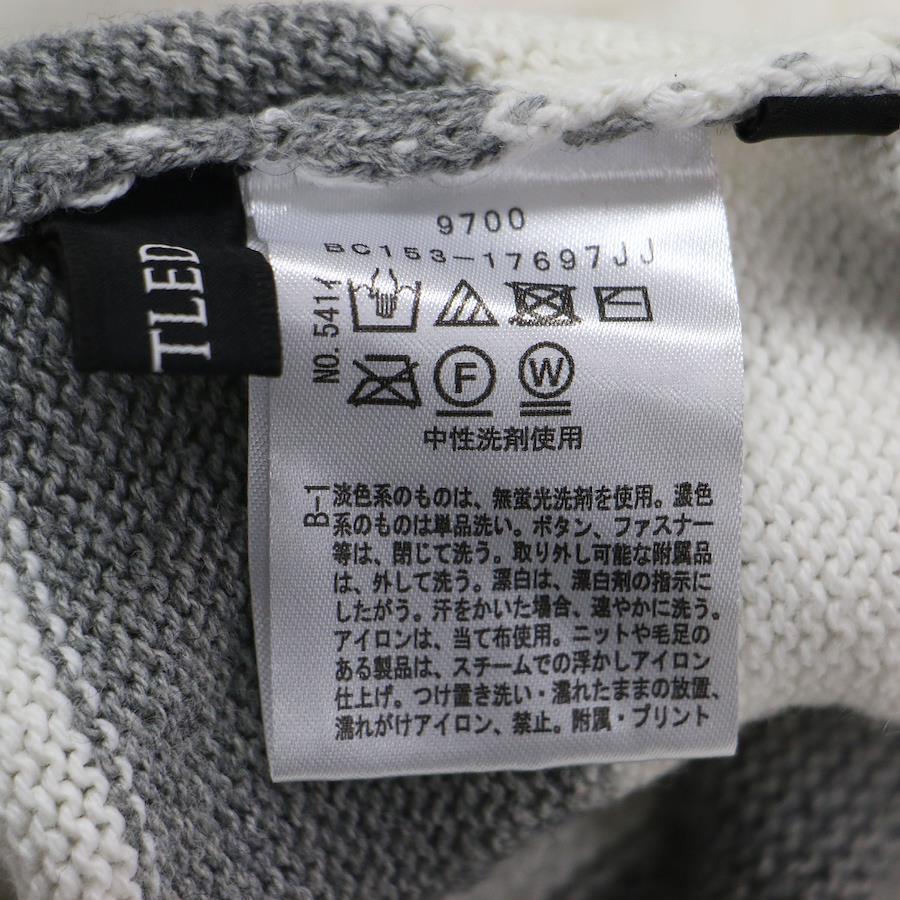 9700
BC153-17697JJ
NO. 5414
F
W
中性洗剤使用
B-1
淡色系のものは、無蛍光洗剤を使用。濃色
系のものは単品洗い。ボタン、ファスナー
等は、閉じて洗う。取り外し可能な附属品
は、外して洗う。漂白は、漂白剤の指示に
したがう。汗をかいた場合、速やかに洗う。
アイロンは、当て布使用。ニットや毛足の
ある製品は、スチームでの浮かしアイロン
仕上げ。つけ置き洗い・濡れたままの放置、
濡れがけアイロン、禁止。附属・プリント
TLED